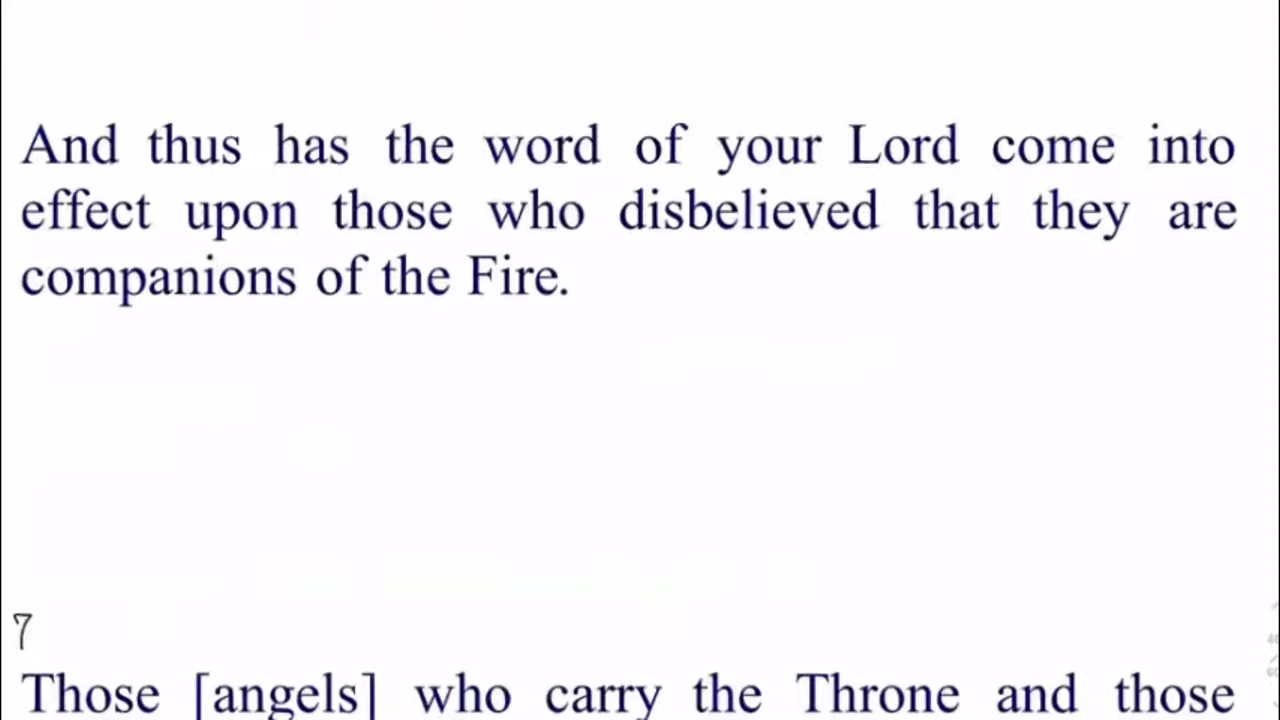 And thus has the word of your Lord come into
effect upon those who disbelieved that they are
companions of the Fire.
7
Those [angels] who carry the Throne and those